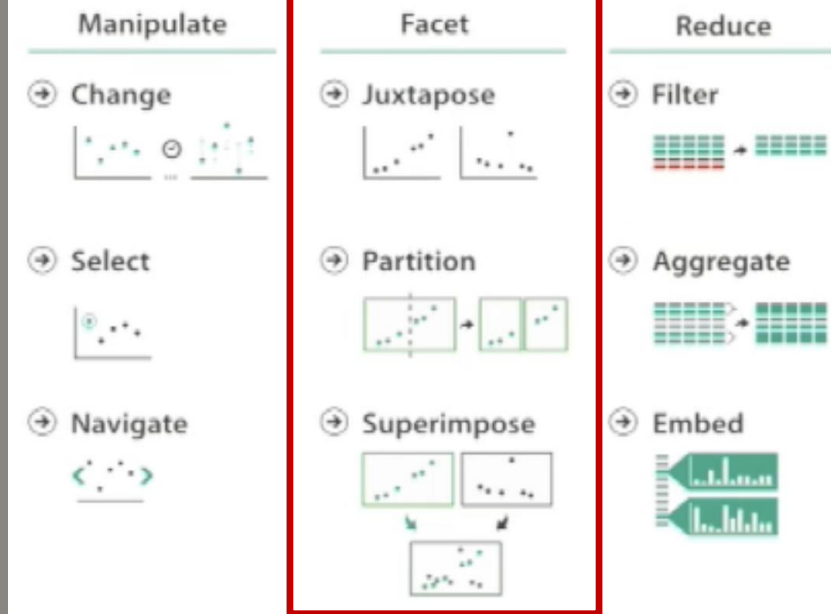 Manipulate
Change
...
Select
Navigate
Facet
Juxtapose
Partition
Superimpose
Reduce
Filter
Aggregate
Embed